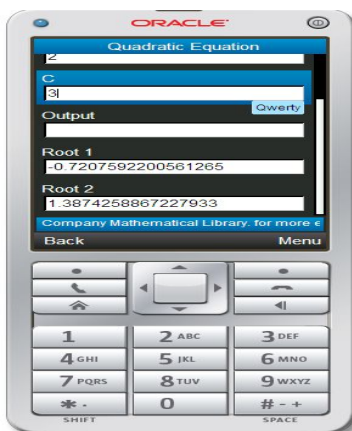 ORACLE
Quadratic Equation
2
C
3
Qwerty
Output
Root 1
-0.7207592200561265
Root 2
1.3874258867227933
Company Mathematical Library. for more e
Back Menu
1 2 ABC 3 DEF
4 GHI 5 JKL 6 MNO
7 PQRS 8 TUV 9 WXYZ
* . 0 # - +
SHIFT SPACE